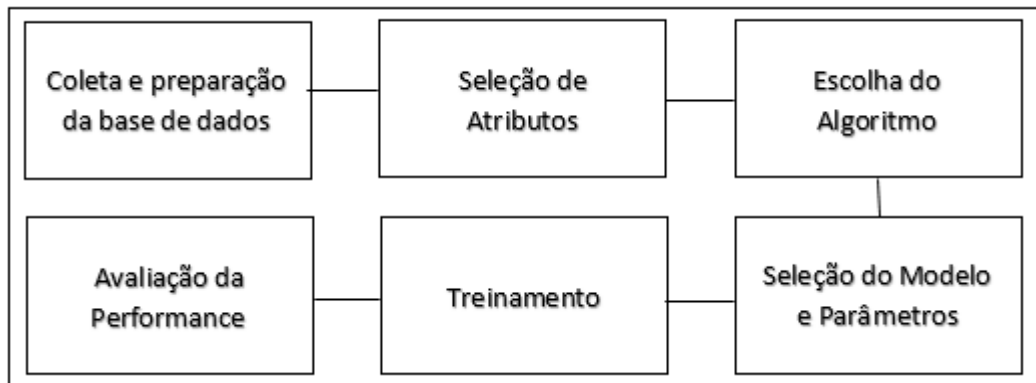 Coleta e preparação
da base de dados
Seleção de
Atributos
Escolha do
Algoritmo
Avaliação da
Performance
Treinamento
Seleção do Modelo
e Parâmetros